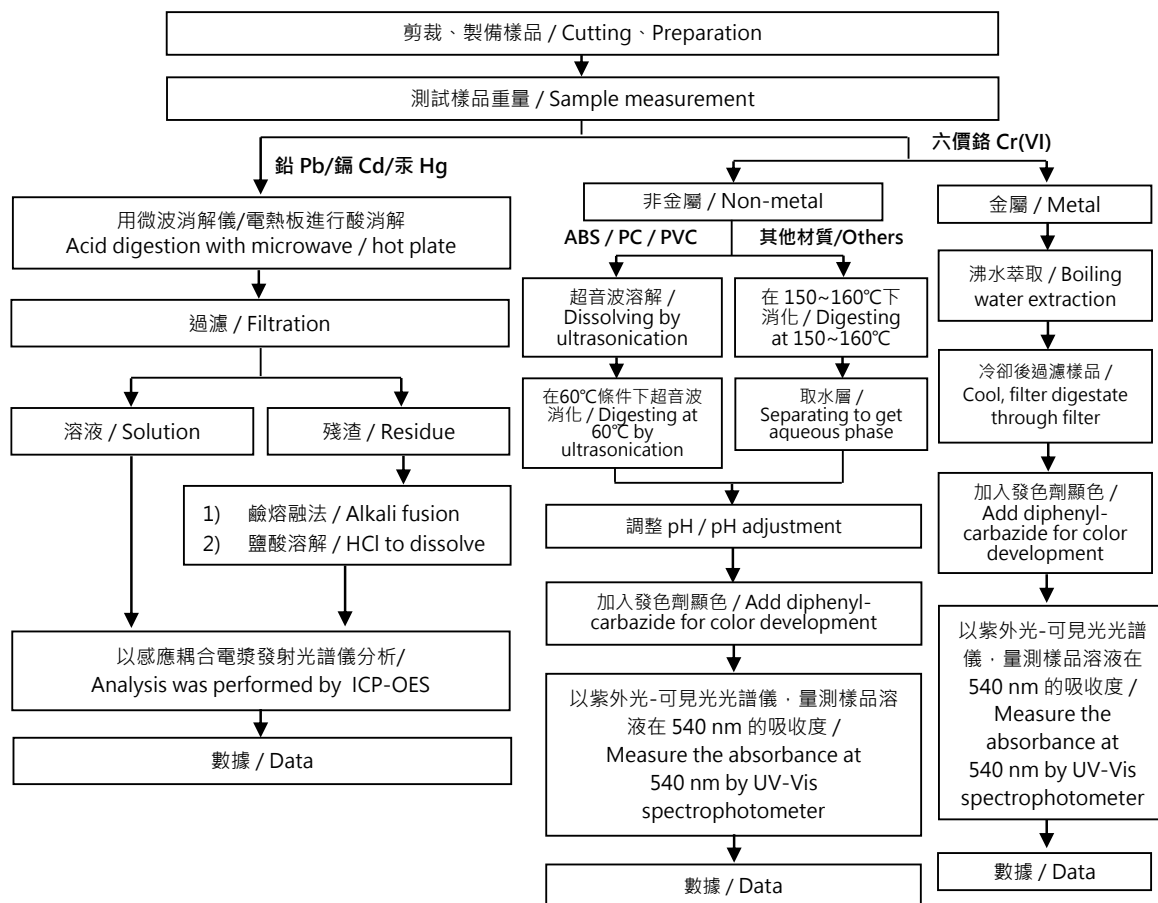 剪裁、製備樣品 / Cutting、Preparation
測試樣品重量 / Sample measurement
鉛 Pb/鎘 Cd/汞 Hg
用微波消解儀/電熱板進行酸消解
Acid digestion with microwave / hot plate
過濾 / Filtration
溶液 / Solution
殘渣 / Residue
1) 鹼熔融法 / Alkali fusion
2) 鹽酸溶解 / HCl to dissolve
以感應耦合電漿發射光譜儀分析/
Analysis was performed by ICP-OES
數據 / Data
六價鉻 Cr(VI)
非金屬 / Non-metal
ABS / PC / PVC
超音波溶解 /
Dissolving by
ultrasonication
在60℃條件下超音波
消化 / Digesting at
60℃ by
ultrasonication
其他材質/Others
在 150~160℃下
消化 / Digesting
at 150~160℃
取水層 /
Separating to get
aqueous phase
調整 pH / pH adjustment
加入發色劑顯色 / Add diphenyl-
carbazide for color development
以紫外光-可見光光譜儀，量測樣品溶
液在 540 nm 的吸收度 /
Measure the absorbance at
540 nm by UV-Vis
spectrophotometer
數據 / Data
金屬 / Metal
沸水萃取 / Boiling
water extraction
冷卻後過濾樣品 /
Cool, filter digestate
through filter
加入發色劑顯色 /
Add diphenyl-
carbazide for color
development
以紫外光-可見光光譜
儀，量測樣品溶液在
540 nm 的吸收度 /
Measure the
absorbance at
540 nm by UV-Vis
spectrophotometer
數據 / Data